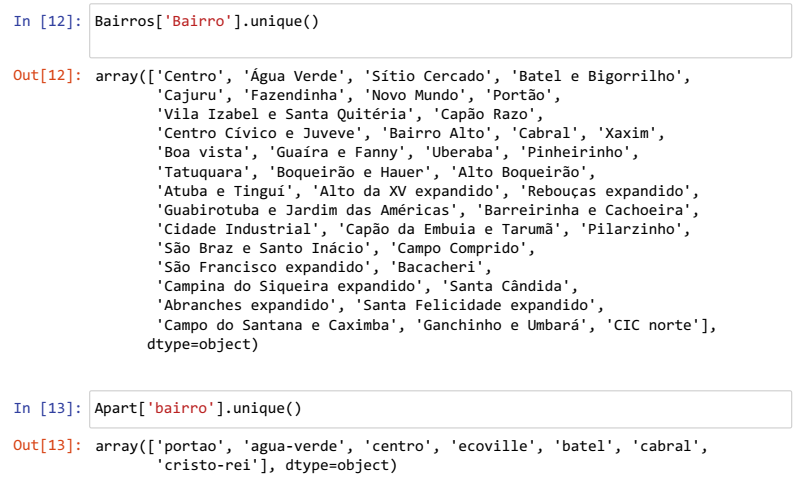 In [12]: Bairros['Bairro'].unique()
Out[12]: array(['Centro', 'Água Verde', 'Sítio Cercado', 'Batel e Bigorrilho',
'Cajuru', 'Fazendinha', 'Novo Mundo', 'Portão',
'Vila Izabel e Santa Quitéria', 'Capão Razo',
'Centro Cívico e Juveve', 'Bairro Alto', 'Cabral', 'Xaxim',
'Boa vista', 'Guaíra e Fanny', 'Uberaba', 'Pinheirinho',
'Tatuquara', 'Boqueirão e Hauer', 'Alto Boqueirão',
'Atuba e Tinguí', 'Alto da XV expandido', 'Rebouças expandido',
'Guabirotuba e Jardim das Américas', 'Barreirinha e Cachoeira',
'Cidade Industrial', 'Capão da Embuia e Tarumã', 'Pilarzinho',
'São Braz e Santo Inácio', 'Campo Comprido',
'São Francisco expandido', 'Bacacheri',
'Campina do Siqueira expandido', 'Santa Cândida',
'Abranches expandido', 'Santa Felicidade expandido',
'Campo do Santana e Caximba', 'Ganchinho e Umbará', 'CIC norte'],
dtype=object)
In [13]: Apart['bairro'].unique()
Out[13]: array(['portao', 'agua-verde', 'centro', 'ecoville', 'batel', 'cabral',
'cristo-rei'], dtype=object)